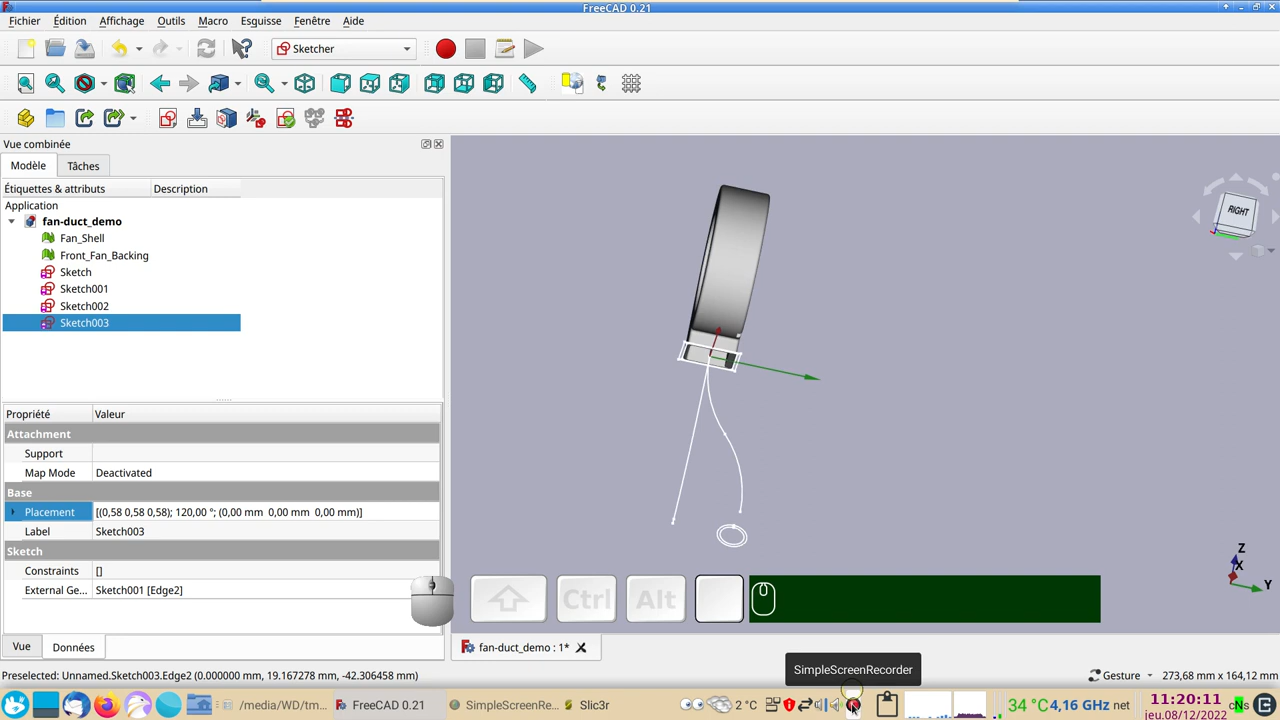 FreeCAD 0.21
Fichier Édition Affichage Outils Macro Esquisse Fenêtre Aide
Sketcher
Vue combinée
Modèle Tâches
Étiquettes & attributs Description
Application
fan-duct_demo
Fan_Shell
Front_Fan_Backing
Sketch
Sketch001
Sketch002
Sketch003
RIGHT
Propriété Valeur
Attachment
Support
Map Mode Deactivated
Base
Placement [(0,58 0,58 0,58); 120,00 °; (0,00 mm 0,00 mm 0,00 mm)]
Label Sketch003
Sketch
Constraints []
External Ge... Sketch001 [Edge2]
Z
X
Y
Ctrl Alt
Vue Données
fan-duct_demo : 1*
SimpleScreenRecorder
Preselected: Unnamed.Sketch003.Edge2 (0.000000 mm, 19.167278 mm, -42.306458 mm)
Gesture 273,68 mm x 164,12 mm
/media/WD/tm... FreeCAD 0.21 SimpleScreenRe... Slic3r 2 °C 34 °C 4,16 GHz net 11:20:11 cNs
jeu.08/12/2022